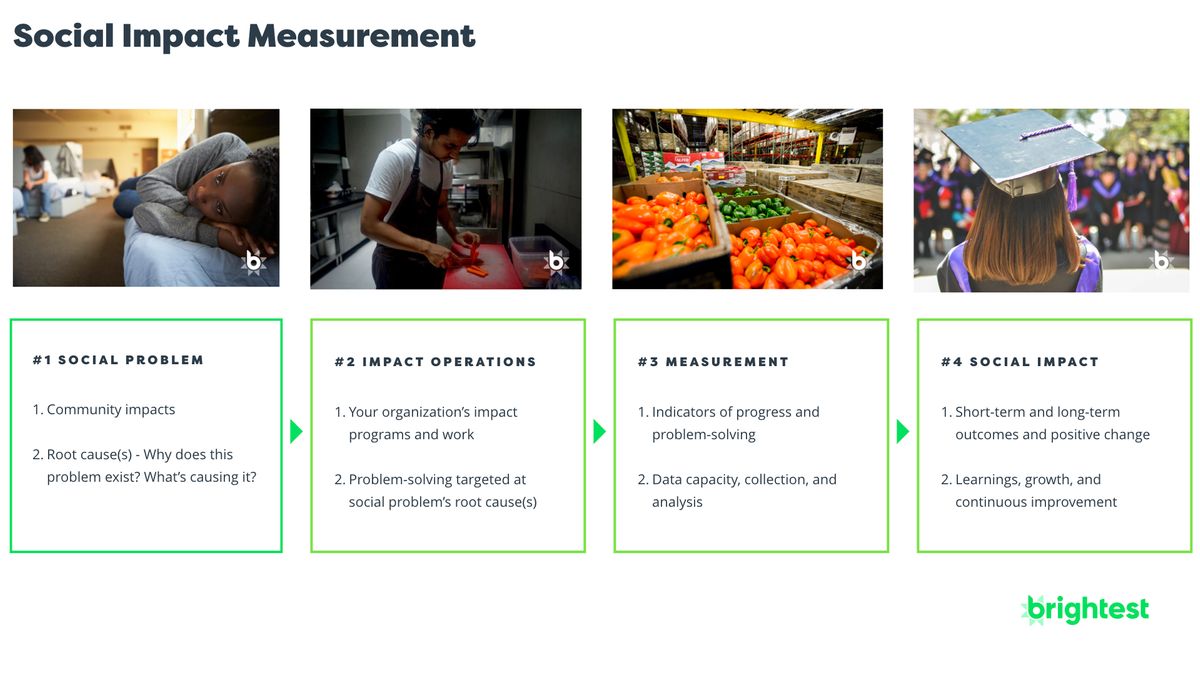 Social Impact Measurement
b
b
b
b
#1 SOCIAL PROBLEM
1. Community impacts
2. Root cause(s) - Why does this
problem exist? What's causing it?
#2 IMPACT OPERATIONS
1. Your organization's impact
programs and work
2. Problem-solving targeted at
social problem's root cause(s)
#3 MEASUREMENT
1. Indicators of progress and
problem-solving
2. Data capacity, collection, and
analysis
#4 SOCIAL IMPACT
1. Short-term and long-term
outcomes and positive change
2. Learnings, growth, and
continuous improvement
brightest